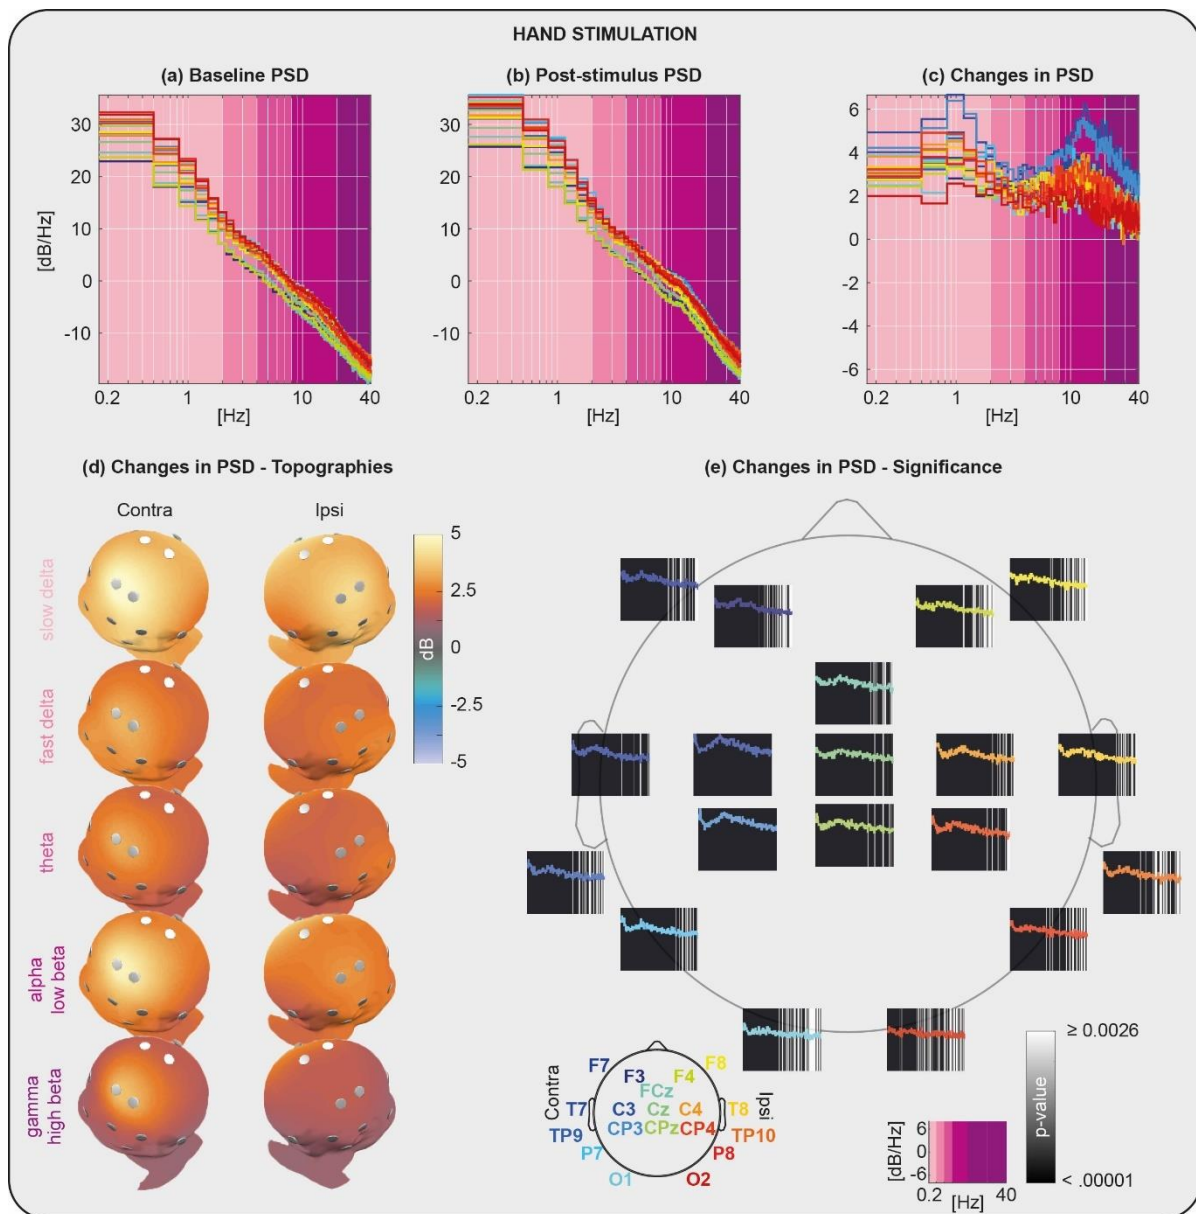 HAND STIMULATION
(a) Baseline PSD
(b) Post-stimulus PSD
(c) Changes in PSD
[dB/Hz]
30
20
10
0
-10
0.2 1 10 40
[Hz]
30
20
10
0
-10
0.2 1 10 40
[Hz]
6
4
2
0
-2
-4
-6
0.2 1 10 40
[Hz]
(d) Changes in PSD - Topographies
Contra
Ipsi
slow delta
fast delta
theta
alpha
low beta
gamma
high beta
5
2.5
0
-2.5
-5
dB
(e) Changes in PSD - Significance
Contra
Ipsi
F7 F3 F4 F8
FCz
T7 C3 Cz C4 T8
TP9 CP3 CPz CP4 TP10
P7 P8
O1 O2
[dB/Hz]
6
0
-6
0.2 40
[Hz]
≥ 0.0026
p-value
< .00001